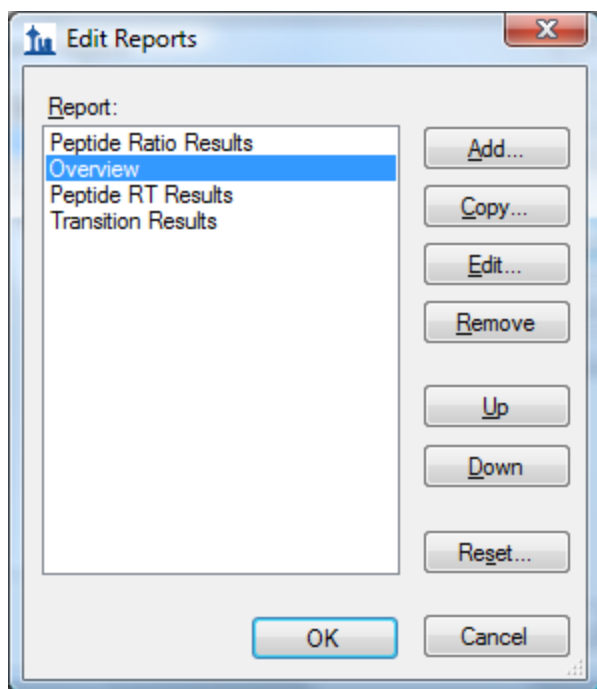 Edit Reports
Report:
Peptide Ratio Results
Overview
Peptide RT Results
Transition Results
Add...
Copy...
Edit...
Remove
Up
Down
Reset...
OK
Cancel